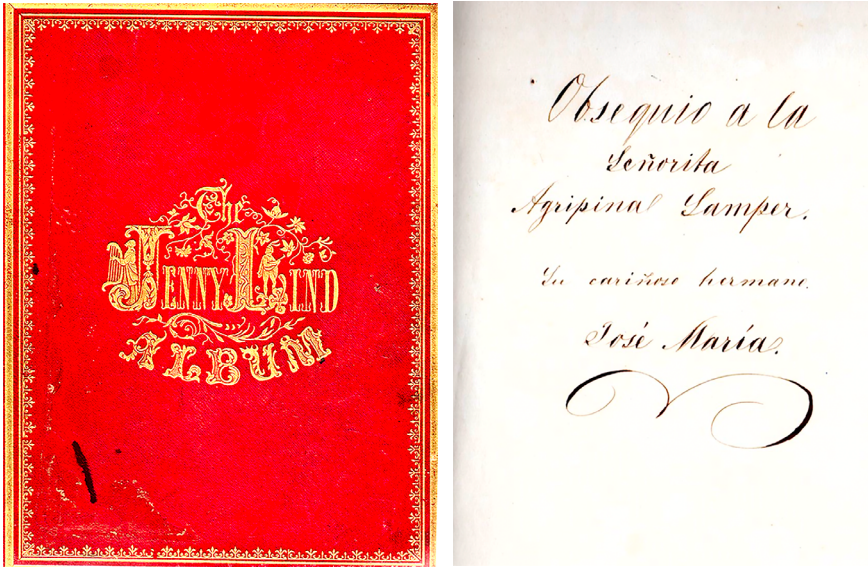 The
JENNY LIND
ALBUM
Obsequio a la
Señorita
Agripina Samper.
Su cariñoso hermano.
José María.